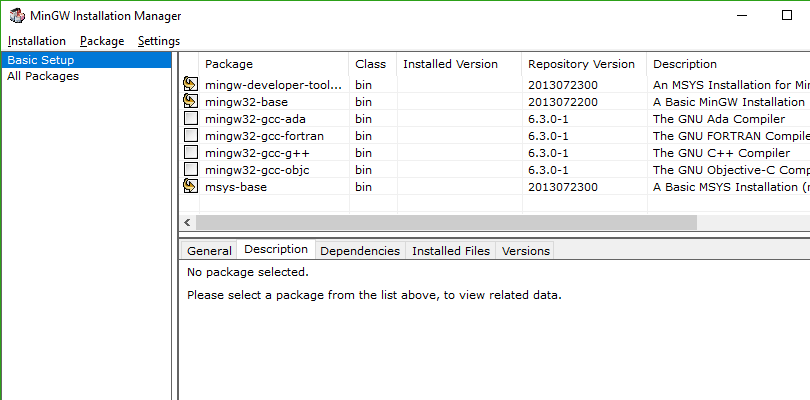 MinGW Installation Manager
Installation Package Settings
Basic Setup
All Packages
Package Class Installed Version Repository Version Description
mingw-developer-tool... bin 2013072300 An MSYS Installation for Min
mingw32-base bin 2013072200 A Basic MinGW Installation
mingw32-gcc-ada bin 6.3.0-1 The GNU Ada Compiler
mingw32-gcc-fortran bin 6.3.0-1 The GNU FORTRAN Compiler
mingw32-gcc-g++ bin 6.3.0-1 The GNU C++ Compiler
mingw32-gcc-objc bin 6.3.0-1 The GNU Objective-C Comp
msys-base bin 2013072300 A Basic MSYS Installation (m
General Description Dependencies Installed Files Versions
No package selected.
Please select a package from the list above, to view related data.